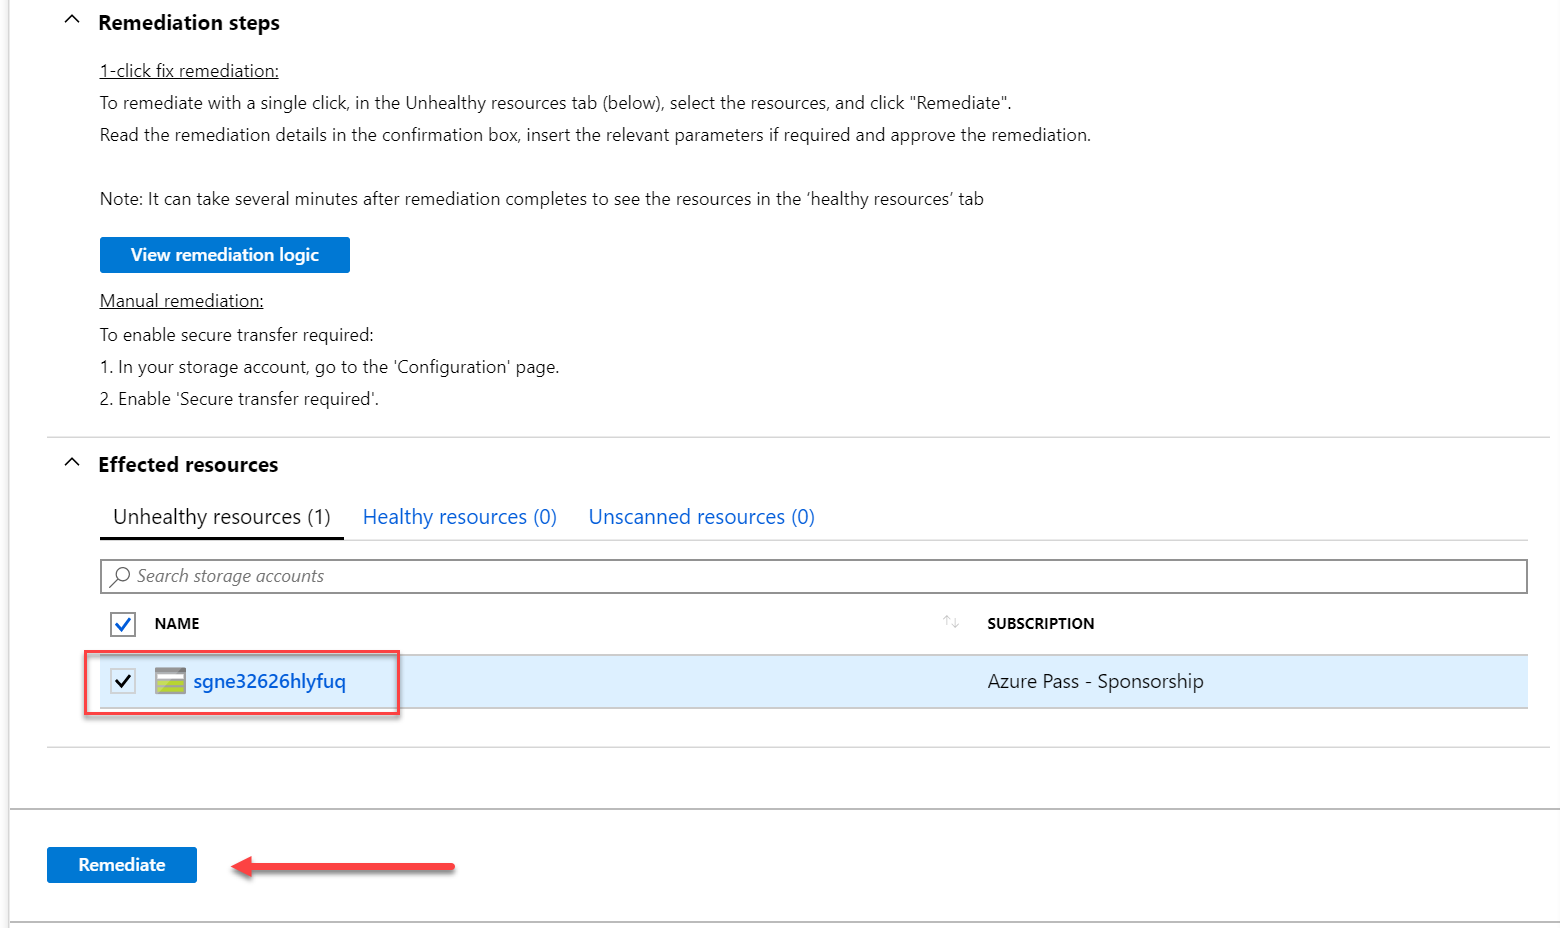 Remediation steps
1-click fix remediation:
To remediate with a single click, in the Unhealthy resources tab (below), select the resources, and click "Remediate".
Read the remediation details in the confirmation box, insert the relevant parameters if required and approve the remediation.
Note: It can take several minutes after remediation completes to see the resources in the ‘healthy resources’ tab
View remediation logic
Manual remediation:
To enable secure transfer required:
1. In your storage account, go to the 'Configuration' page.
2. Enable 'Secure transfer required'.
Effected resources
Unhealthy resources (1) Healthy resources (0) Unscanned resources (0)
Search storage accounts
NAME SUBSCRIPTION
sgne32626hlyfuq Azure Pass - Sponsorship
Remediate